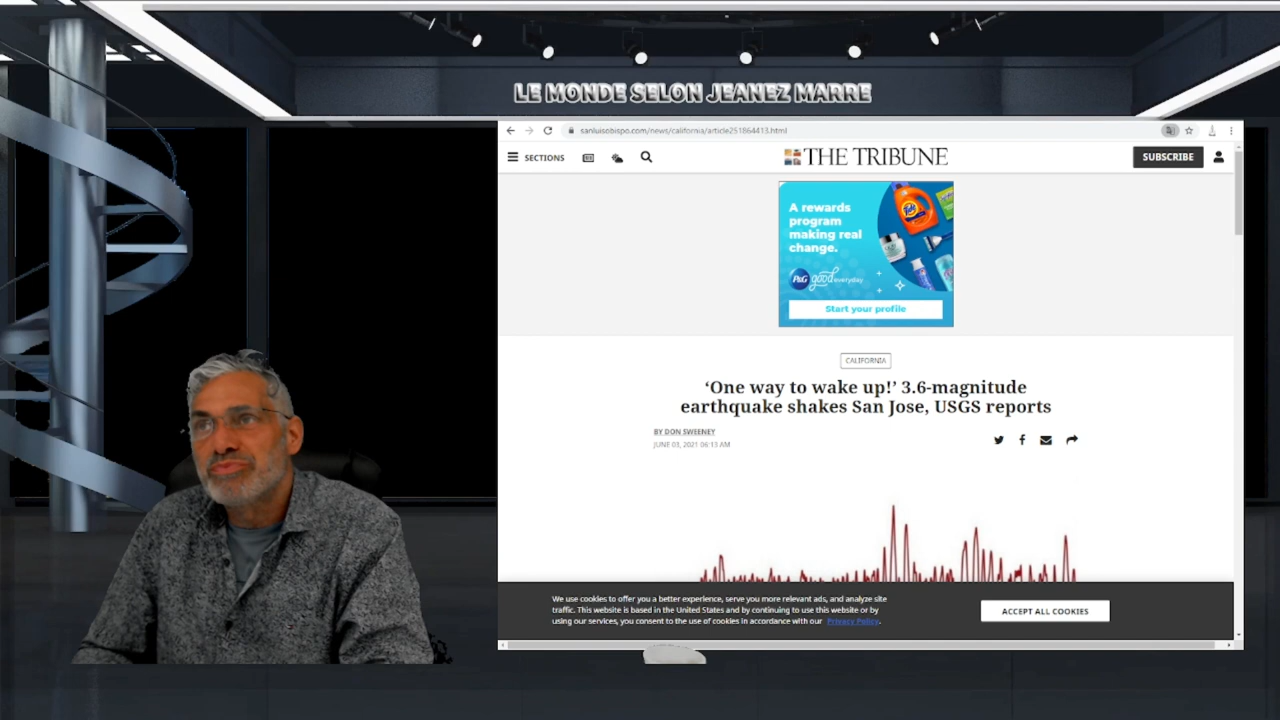 LE MONDE SELON JEANEZ MARRE
sanluisobispo.com/news/california/article251864413.html
SECTIONS
THE TRIBUNE
SUBSCRIBE
A rewards
program
making real
change.
P&G good everyday
Tide
Start your profile
CALIFORNIA
‘One way to wake up!’ 3.6-magnitude
earthquake shakes San Jose, USGS reports
BY DON SWEENEY
JUNE 03, 2021 06:13 AM
We use cookies to offer you a better experience, serve you more relevant ads, and analyze site
traffic. This website is based in the United States and by continuing to use this website or by
using our services, you consent to the use of cookies in accordance with our Privacy Policy.
ACCEPT ALL COOKIES